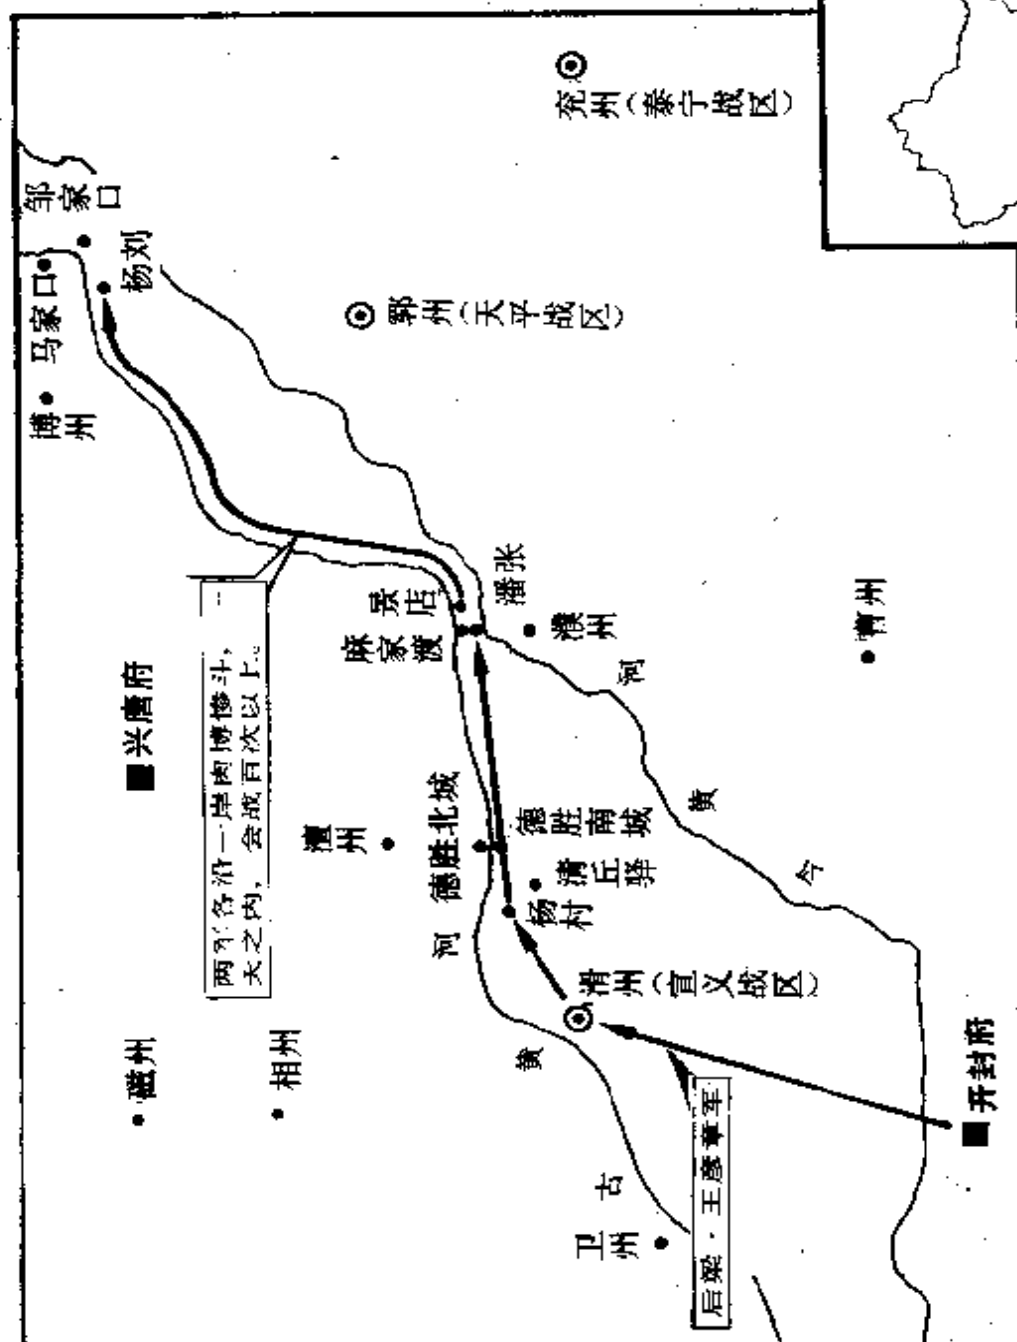 邹家口
马家口
杨刘
博州
兖州(泰宁战区)
郓州(天平战区)
兴唐府
两军各沿一岸肉搏惨斗,一
天之内,会战百次以上。
景店
麻家渡
潘张
濮州
曹州
澶州
德胜北城
德胜南城
清丘驿
杨村
滑州(宣义战区)
磁州
相州
卫州
古
黄
河
今
黄
河
后梁·王彦章军
开封府